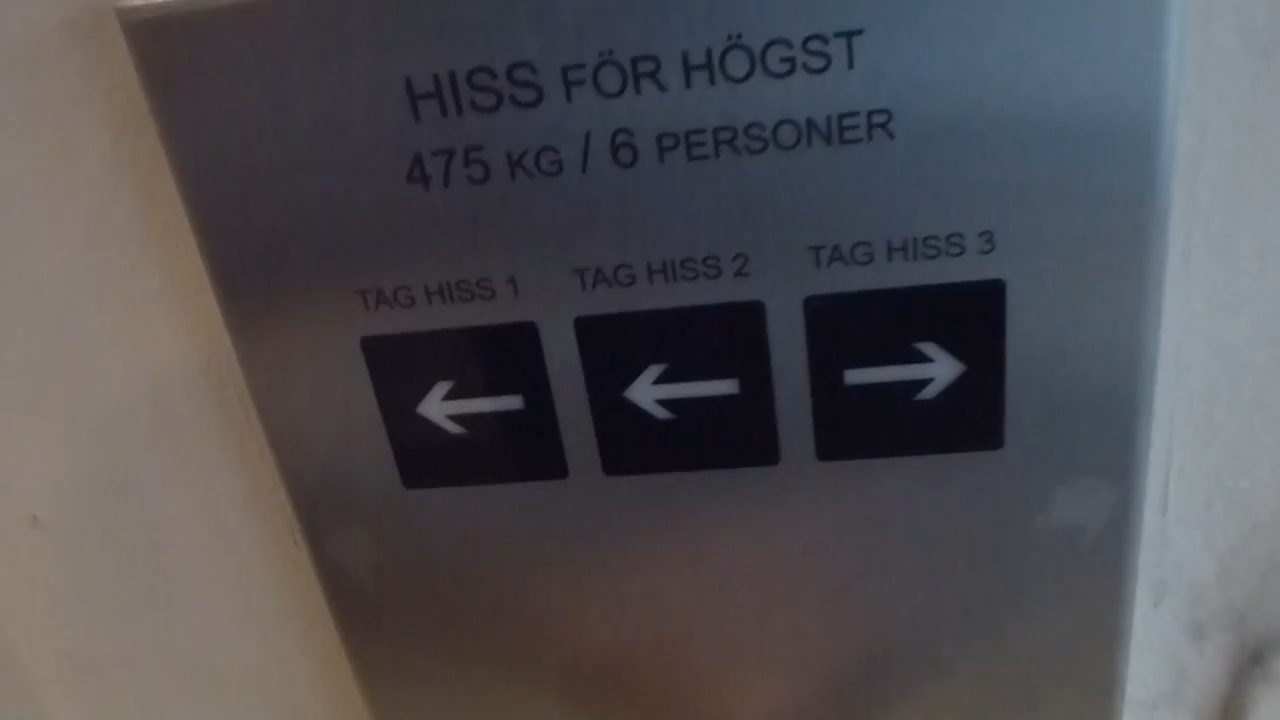 HISS FÖR HÖGST
475 KG / 6 PERSONER
TAG HISS 1 TAG HISS 2 TAG HISS 3